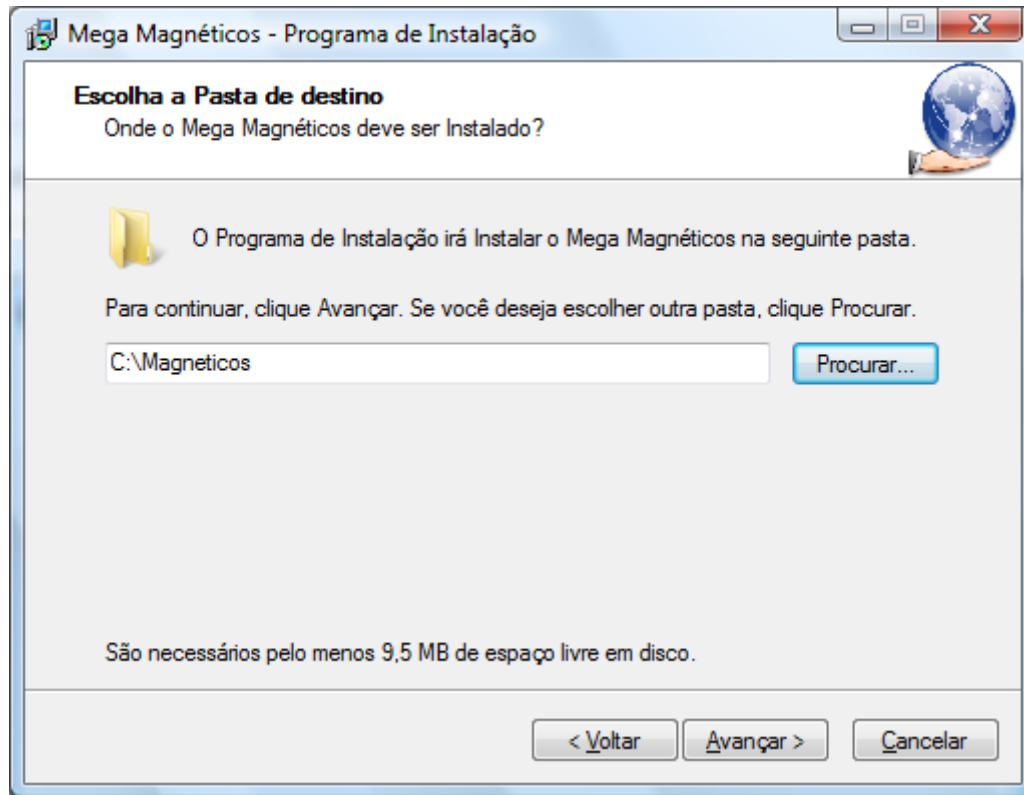 Mega Magnéticos - Programa de Instalação
Escolha a Pasta de destino
Onde o Mega Magnéticos deve ser Instalado?
O Programa de Instalação irá Instalar o Mega Magnéticos na seguinte pasta.
Para continuar, clique Avançar. Se você deseja escolher outra pasta, clique Procurar.
C:\Magneticos
Procurar...
São necessários pelo menos 9,5 MB de espaço livre em disco.
< Voltar
Avançar >
Cancelar